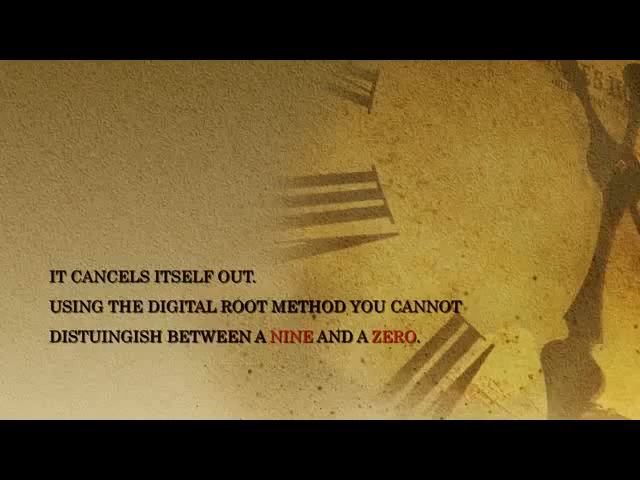 IT CANCELS ITSELF OUT.
USING THE DIGITAL ROOT METHOD YOU CANNOT
DISTUINGISH BETWEEN A NINE AND A ZERO.